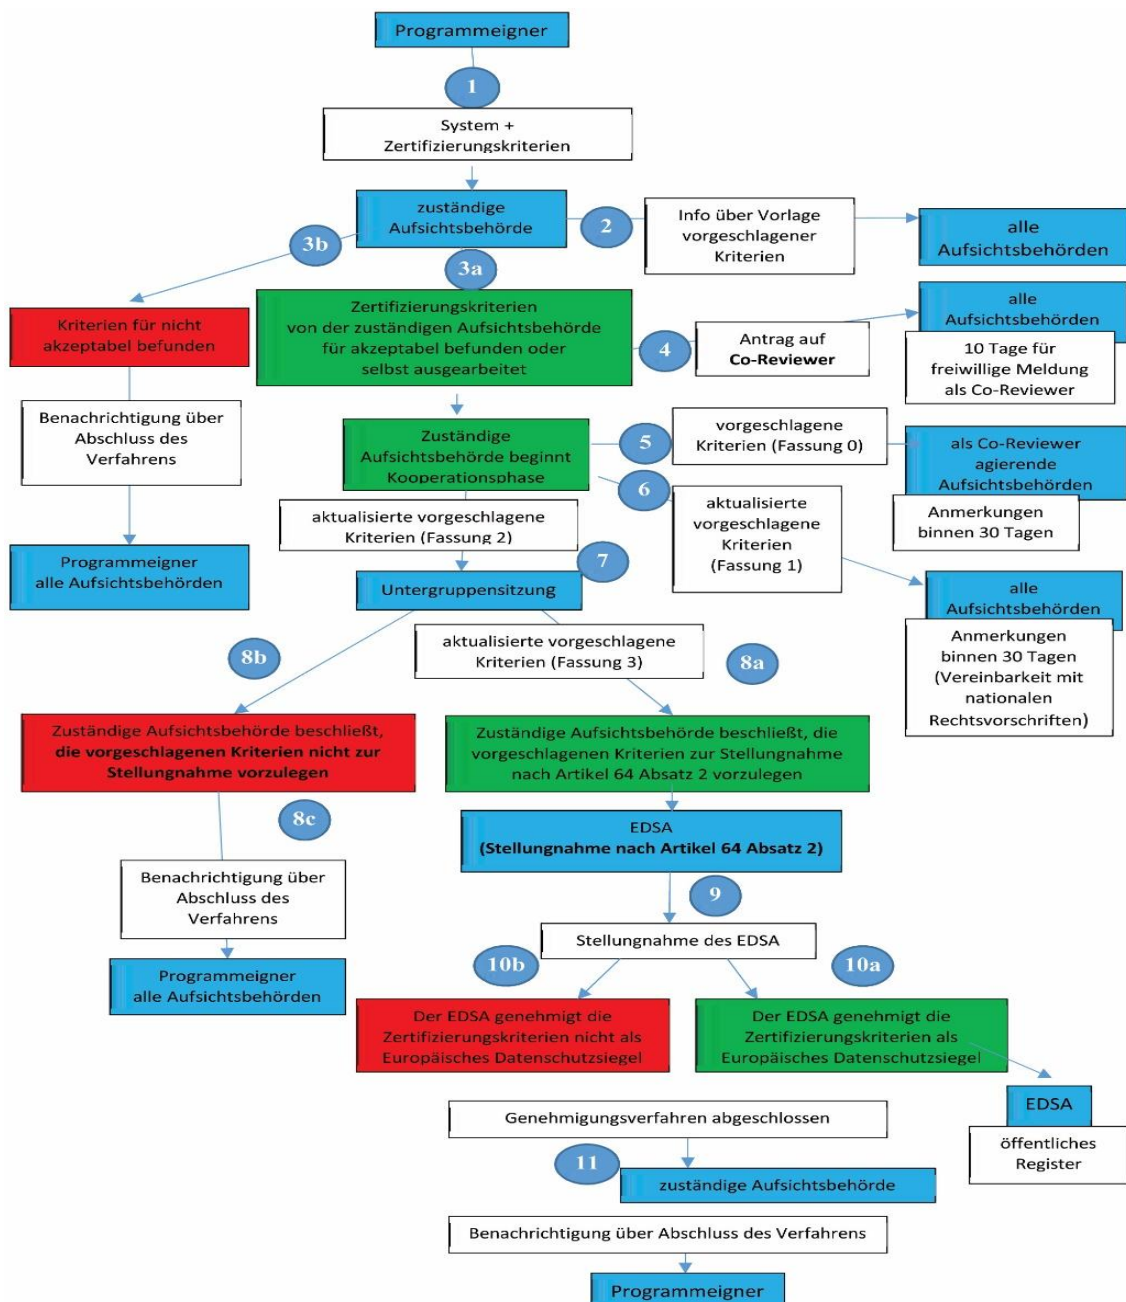 Programmeigner
1
System +
Zertifizierungskriterien
zuständige
Aufsichtsbehörde
2
Info über Vorlage
vorgeschlagener
Kriterien
alle
Aufsichtsbehörden
3b
3a
Kriterien für nicht
akzeptabel befunden
Zertifizierungskriterien
von der zuständigen Aufsichtsbehörde
für akzeptabel befunden oder
selbst ausgearbeitet
4
Antrag auf
Co-Reviewer
alle
Aufsichtsbehörden
10 Tage für
freiwillige Meldung
als Co-Reviewer
Benachrichtigung über
Abschluss des
Verfahrens
Zuständige
Aufsichtsbehörde beginnt
Kooperationsphase
5
vorgeschlagene
Kriterien (Fassung 0)
als Co-Reviewer
agierende
Aufsichtsbehörden
Anmerkungen
binnen 30 Tagen
6
aktualisierte
vorgeschlagene
Kriterien
(Fassung 1)
aktualisierte vorgeschlagene
Kriterien (Fassung 2)
Programmeigner
alle Aufsichtsbehörden
7
Untergruppensitzung
alle
Aufsichtsbehörden
Anmerkungen
binnen 30 Tagen
(Vereinbarkeit mit
nationalen
Rechtsvorschriften)
8b
aktualisierte vorgeschlagene
Kriterien (Fassung 3)
8a
Zuständige Aufsichtsbehörde beschließt,
die vorgeschlagenen Kriterien nicht zur
Stellungnahme vorzulegen
Zuständige Aufsichtsbehörde beschließt, die
vorgeschlagenen Kriterien zur Stellungnahme
nach Artikel 64 Absatz 2 vorzulegen
8c
EDSA
(Stellungnahme nach Artikel 64 Absatz 2)
Benachrichtigung über
Abschluss des
Verfahrens
9
Stellungnahme des EDSA
Programmeigner
alle Aufsichtsbehörden
10b
10a
Der EDSA genehmigt die
Zertifizierungskriterien nicht als
Europäisches Datenschutzsiegel
Der EDSA genehmigt die
Zertifizierungskriterien als
Europäisches Datenschutzsiegel
EDSA
öffentliches
Register
Genehmigungsverfahren abgeschlossen
11
zuständige Aufsichtsbehörde
Benachrichtigung über Abschluss des Verfahrens
Programmeigner